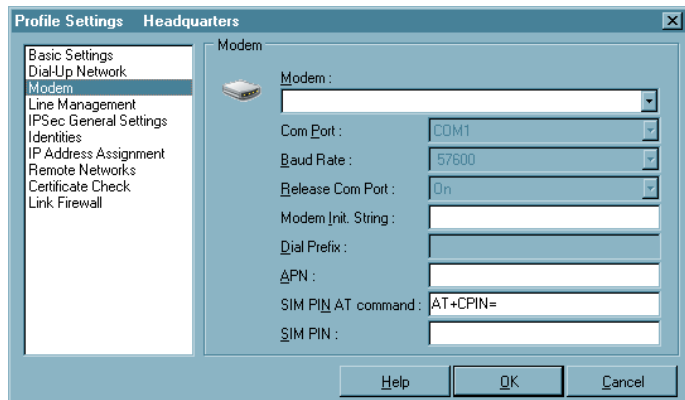 Profile Settings Headquarters
Basic Settings
Dial-Up Network
Modem
Line Management
IPSec General Settings
Identities
IP Address Assignment
Remote Networks
Certificate Check
Link Firewall
Modem
Modem :
Com Port : COM1
Baud Rate : 57600
Release Com Port : On
Modem Init. String :
Dial Prefix :
APN :
SIM PIN AT command : AT+CPIN=
SIM PIN :
Help OK Cancel